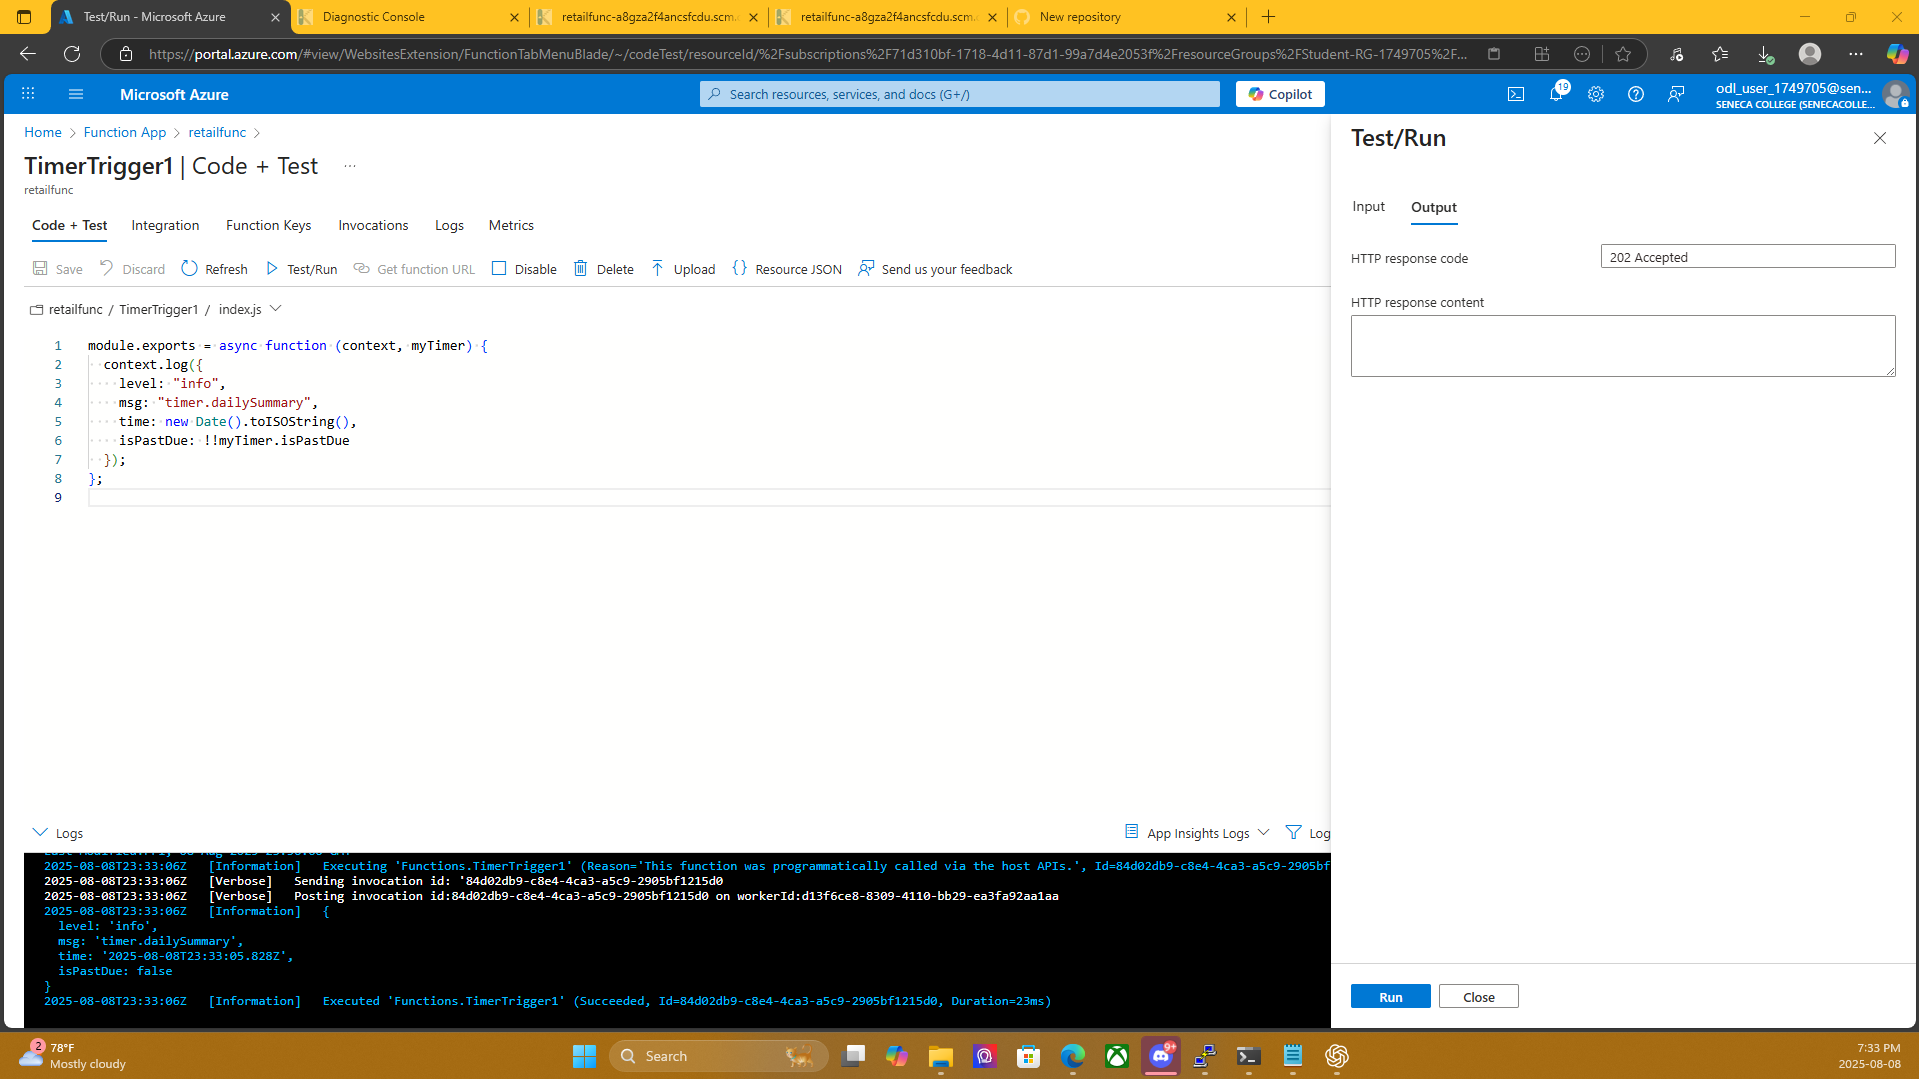 Test/Run - Microsoft Azure
Diagnostic Console
retailfunc-a8gza2f4ancsfcdu.scm.
retailfunc-a8gza2f4ancsfcdu.scm.
New repository
https://portal.azure.com/#view/WebsitesExtension/FunctionTabMenuBlade/~/codeTest/resourceId/%2Fsubscriptions%2F71d310bf-1718-4d11-87d1-99a7d4e2053f%2FresourceGroups%2FStudent-RG-1749705%2F...
Microsoft Azure
Search resources, services, and docs (G+/)
Copilot
19
odl_user_1749705@sen...
SENECA COLLEGE (SENECACOLLE...
Home > Function App > retailfunc >
TimerTrigger1 | Code + Test ...
retailfunc
Code + Test Integration Function Keys Invocations Logs Metrics
Save Discard Refresh Test/Run Get function URL Disable Delete Upload Resource JSON Send us your feedback
retailfunc / TimerTrigger1 / index.js
1 module.exports = async function (context, myTimer) {
2 context.log({
3 level: "info",
4 msg: "timer.dailySummary",
5 time: new Date().toISOString(),
6 isPastDue: !!myTimer.isPastDue
7 });
8 };
9
Logs
App Insights Logs
Log
2025-08-08T23:33:06Z [Information] Executing 'Functions.TimerTrigger1' (Reason='This function was programmatically called via the host APIs.', Id=84d02db9-c8e4-4ca3-a5c9-2905bf
2025-08-08T23:33:06Z [Verbose] Sending invocation id: '84d02db9-c8e4-4ca3-a5c9-2905bf1215d0
2025-08-08T23:33:06Z [Verbose] Posting invocation id:84d02db9-c8e4-4ca3-a5c9-2905bf1215d0 on workerId:d13f6ce8-8309-4110-bb29-ea3fa92aa1aa
2025-08-08T23:33:06Z [Information] {
level: 'info',
msg: 'timer.dailySummary',
time: '2025-08-08T23:33:05.828Z',
isPastDue: false
}
2025-08-08T23:33:06Z [Information] Executed 'Functions.TimerTrigger1' (Succeeded, Id=84d02db9-c8e4-4ca3-a5c9-2905bf1215d0, Duration=23ms)
Test/Run
Input Output
HTTP response code
202 Accepted
HTTP response content
Run
Close
2
78°F
Mostly cloudy
Search
9+
7:33 PM
2025-08-08